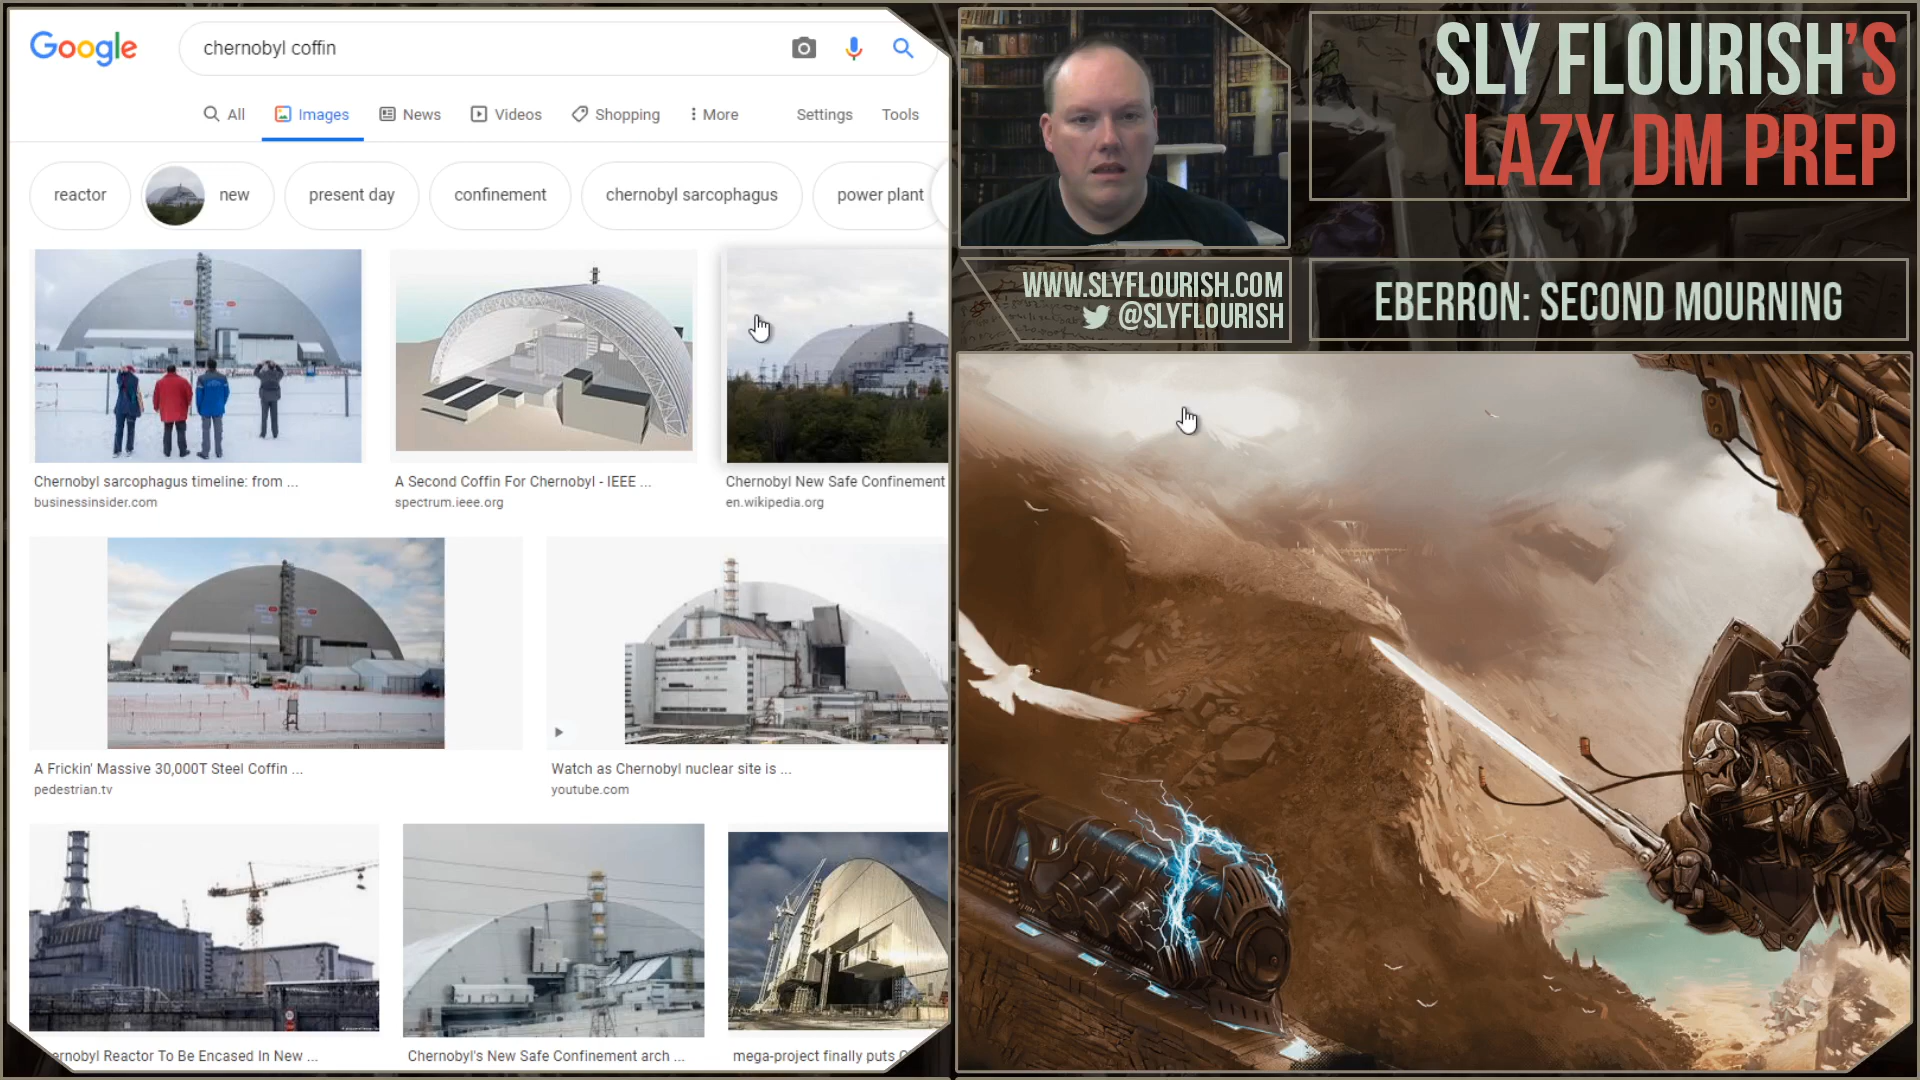 Google
chernobyl coffin
All
Images
News
Videos
Shopping
More
Settings
Tools
reactor
new
present day
confinement
chernobyl sarcophagus
power plant
Chernobyl sarcophagus timeline: from ...
businessinsider.com
A Second Coffin For Chernobyl - IEEE ...
spectrum.ieee.org
Chernobyl New Safe Confinement
en.wikipedia.org
A Frickin' Massive 30,000T Steel Coffin ...
pedestrian.tv
Watch as Chernobyl nuclear site is ...
youtube.com
Reactor To Be Encased In New ...
Chernobyl's New Safe Confinement arch ...
mega-project finally puts
SLY FLOURISH'S
LAZY DM PREP
WWW.SLYFLOURISH.COM
@SLYFLOURISH
EBERRON: SECOND MOURNING